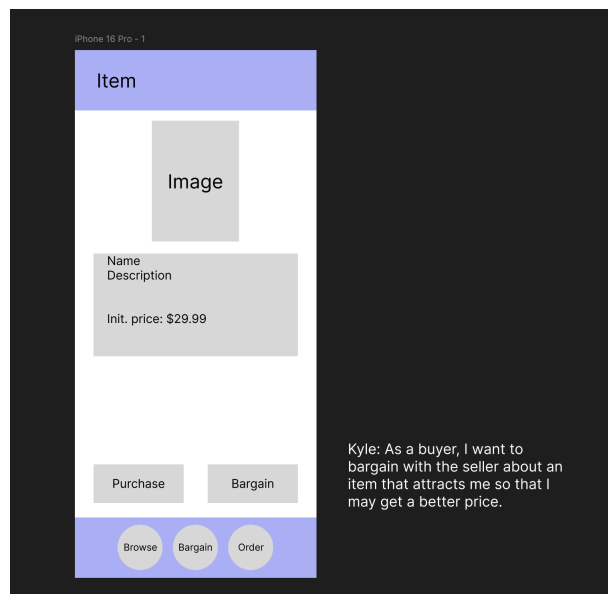 iPhone 16 Pro - 1
Item
Image
Name
Description
Init. price: $29.99
Purchase
Bargain
Browse
Bargain
Order
Kyle: As a buyer, I want to
bargain with the seller about an
item that attracts me so that I
may get a better price.